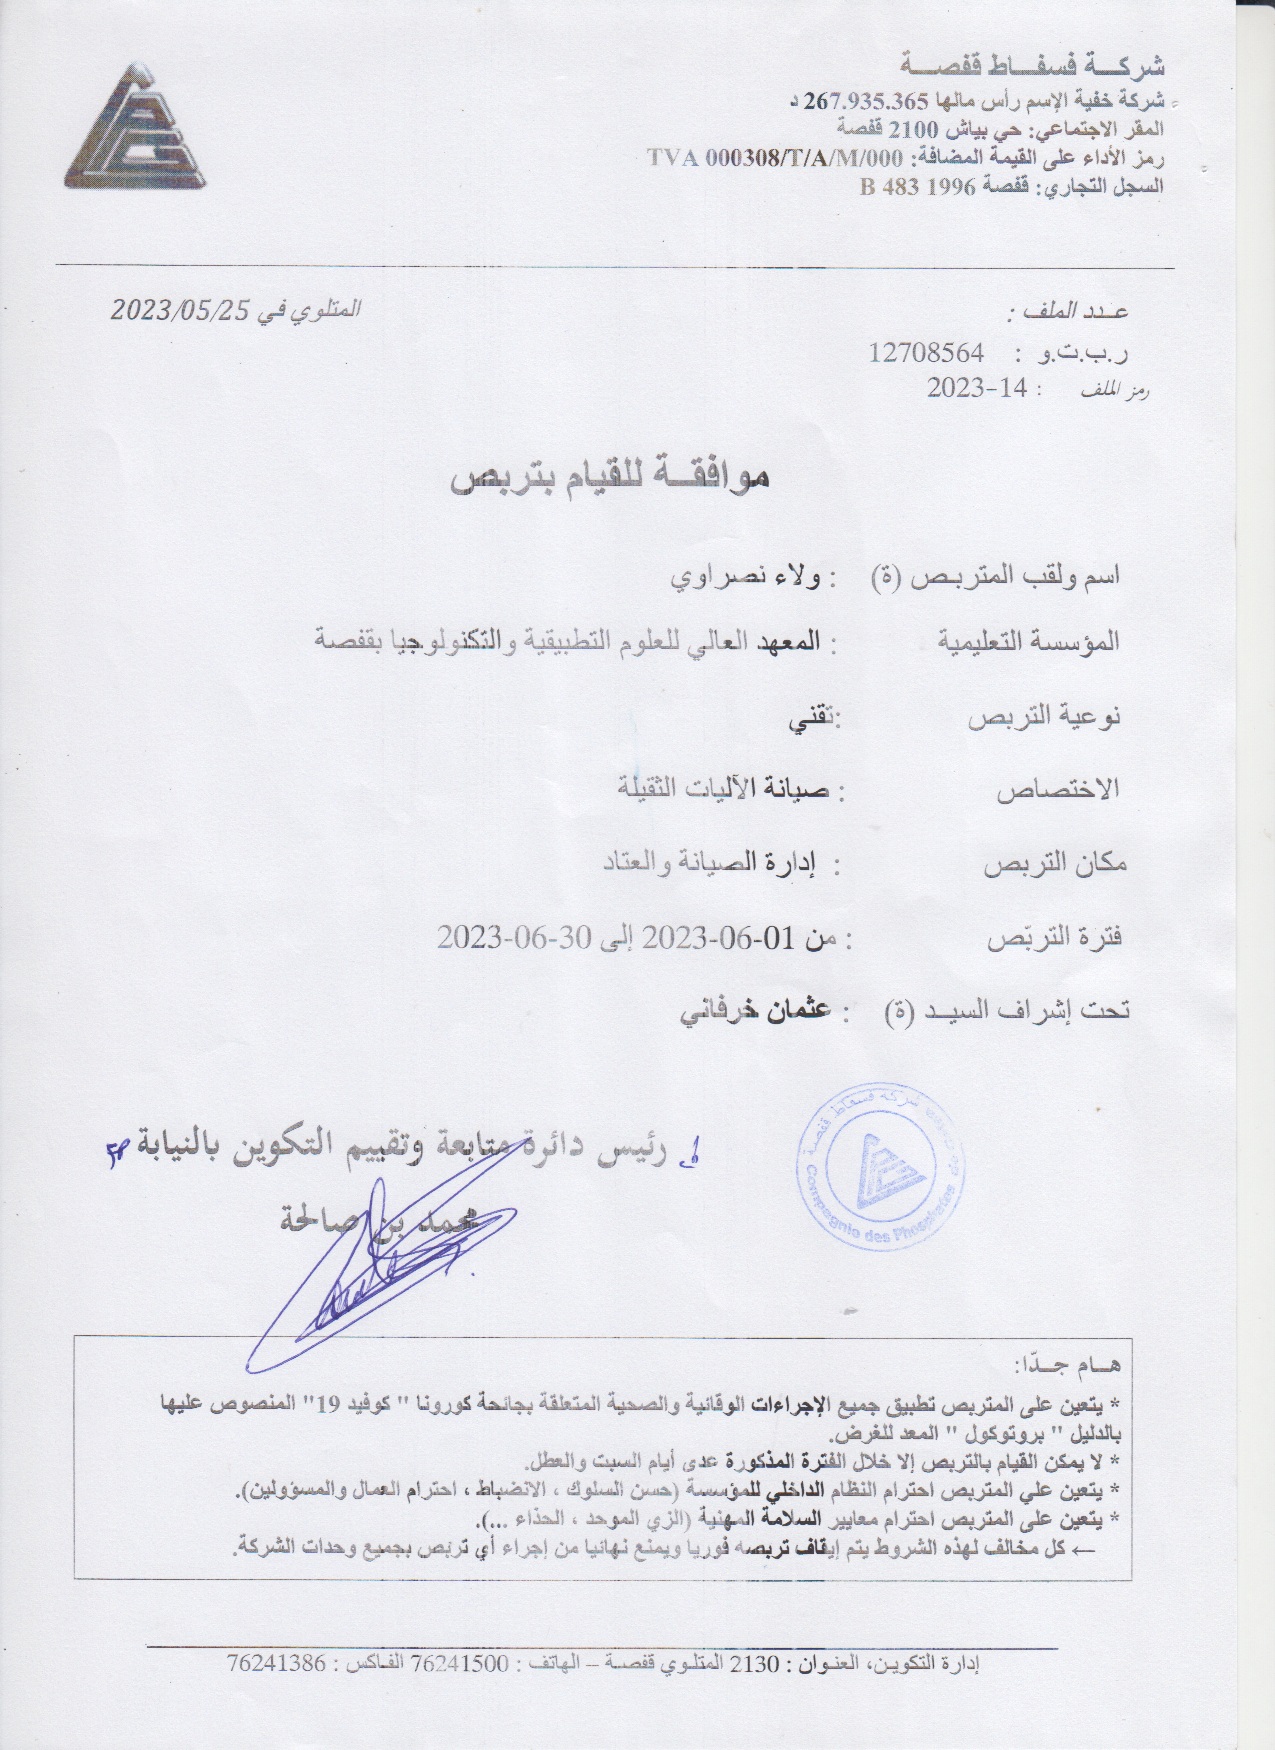 شركـــة فسفـــاط قفصـــة
شركة خفية الإسم رأس مالها 267.935.365 د
المقر الاجتماعي: حي بياش 2100 قفصة
رمز الأداء على القيمة المضافة: TVA 000308/T/A/M/000
السجل التجاري: قفصة B 483 1996
عـدد الملف :
المتلوي في 2023/05/25
ر.ب.ت.و : 12708564
رمز الملف : 14-2023
موافقـــة للقيام بتربص
اسم ولقب المتربـص (ة) : ولاء نصراوي
المؤسسة التعليمية : المعهد العالي للعلوم التطبيقية والتكنولوجيا بقفصة
نوعية التربص :تقني
الاختصاص : صيانة الآليات الثقيلة
مكان التربص : إدارة الصيانة والعتاد
فترة التربّص : من 01-06-2023 إلى 30-06-2023
تحت إشراف السيـد (ة) : عثمان خرفاني
شركة فسفاط قفصة
Compagnie des Phosphates de
رئيس دائرة متابعة وتقييم التكوين بالنيابة
محمد بن صالحة
هـام جـدّا:
* يتعين على المتربص تطبيق جميع الإجراءات الوقائية والصحية المتعلقة بجائحة كورونا " كوفيد 19" المنصوص عليها
بالدليل " بروتوكول " المعد للغرض.
* لا يمكن القيام بالتربص إلا خلال الفترة المذكورة عدى أيام السبت والعطل.
* يتعين علي المتربص احترام النظام الداخلي للمؤسسة (حسن السلوك ، الانضباط ، احترام العمال والمسؤولين).
* يتعين على المتربص احترام معايير السلامة المهنية (الزي الموحد ، الحذاء ...).
← كل مخالف لهذه الشروط يتم إيقاف تربصه فوريا ويمنع نهائيا من إجراء أي تربص بجميع وحدات الشركة.
إدارة التكوين، العنوان : 2130 المتلوي قفصة – الهاتف : 76241500 الفاكس : 76241386